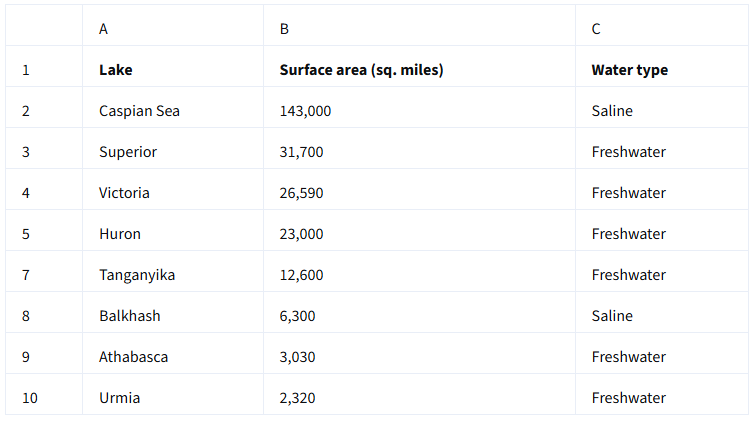 A B C
1 Lake Surface area (sq. miles) Water type
2 Caspian Sea 143,000 Saline
3 Superior 31,700 Freshwater
4 Victoria 26,590 Freshwater
5 Huron 23,000 Freshwater
7 Tanganyika 12,600 Freshwater
8 Balkhash 6,300 Saline
9 Athabasca 3,030 Freshwater
10 Urmia 2,320 Freshwater